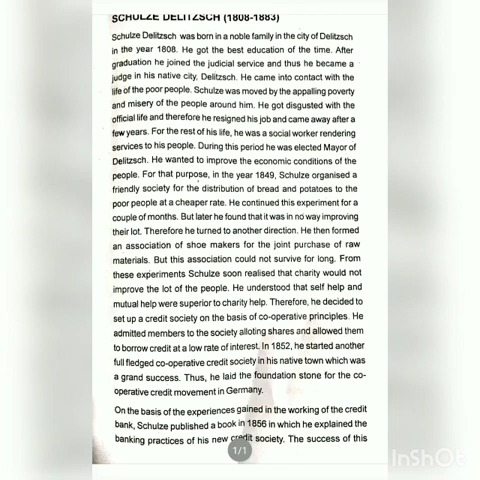 SCHULZE DELITZSCH (1808-1883)
Schulze Delitzsch was born in a noble family in the city of Delitzsch
in the year 1808. He got the best education of the time. After
graduation he joined the judicial service and thus he became a
judge in his native city, Delitzsch. He came into contact with the
life of the poor people. Schulze was moved by the appalling poverty
and misery of the people around him. He got disgusted with the
official life and therefore he resigned his job and came away after a
few years. For the rest of his life, he was a social worker rendering
services to his people. During this period he was elected Mayor of
Delitzsch. He wanted to improve the economic conditions of the
people. For that purpose, in the year 1849, Schulze organised a
friendly society for the distribution of bread and potatoes to the
poor people at a cheaper rate. He continued this experiment for a
couple of months. But later he found that it was in no way improving
their lot. Therefore he turned to another direction. He then formed
an association of shoe makers for the joint purchase of raw
materials. But this association could not survive for long. From
these experiments Schulze soon realised that charity would not
improve the lot of the people. He understood that self help and
mutual help were superior to charity help. Therefore, he decided to
set up a credit society on the basis of co-operative principles. He
admitted members to the society alloting shares and allowed them
to borrow credit at a low rate of interest. In 1852, he started another
full fledged co-operative credit society in his native town which was
a grand success. Thus, he laid the foundation stone for the co-
operative credit movement in Germany.
On the basis of the experiences gained in the working of the credit
bank, Schulze published a book in 1856 in which he explained the
banking practices of his new credit society. The success of this
1/1
InShOt